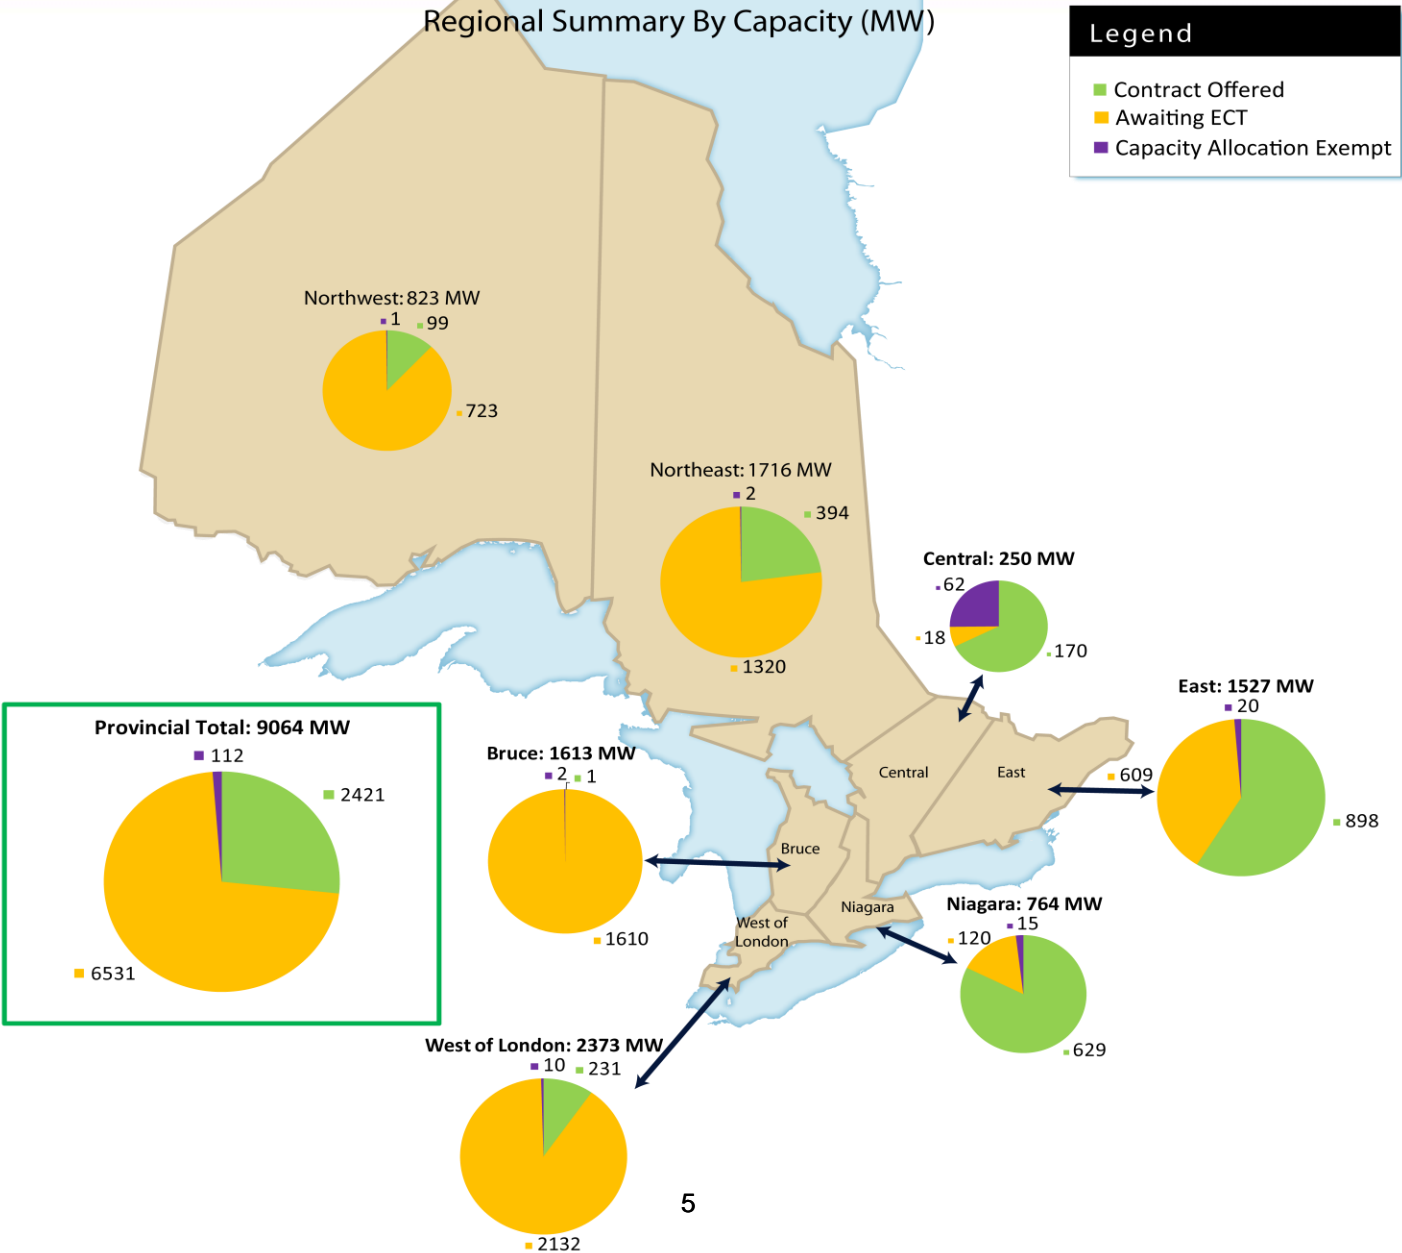 Regional Summary By Capacity (MW)
Legend
Contract Offered
Awaiting ECT
Capacity Allocation Exempt
Northwest: 823 MW
1
99
723
Northeast: 1716 MW
2
394
1320
Central: 250 MW
62
18
170
East: 1527 MW
20
609
898
Provincial Total: 9064 MW
112
2421
6531
Bruce: 1613 MW
2
1
1610
Central
East
Bruce
Niagara
West of
London
Niagara: 764 MW
15
120
629
West of London: 2373 MW
10
231
2132
5